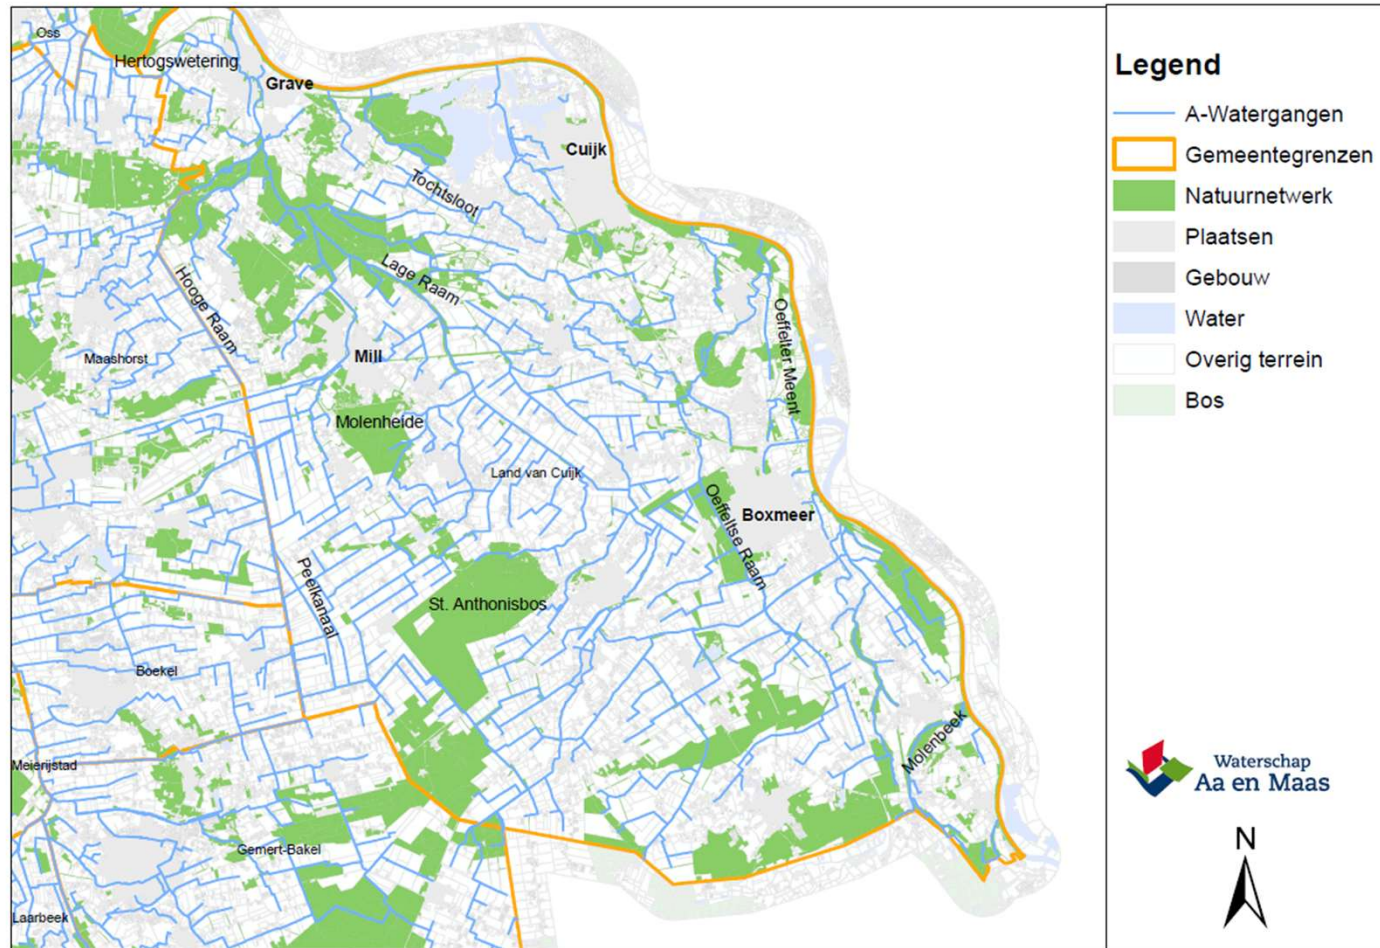 Oss
Hertogswetering
Grave
Cuijk
Tochtsloot
Lage Raam
Hooge Raam
Oeffelter Meent
Maashorst
Mill
Molenheide
Land van Cuijk
Oeffeltse Raam
Boxmeer
Peelkanaal
St. Anthonisbos
Boekel
Molenbeek
Meierijstad
Gemert-Bakel
Laarbeek
Legend
A-Watergangen
Gemeentegrenzen
Natuurnetwerk
Plaatsen
Gebouw
Water
Overig terrein
Bos
Waterschap
Aa en Maas
N